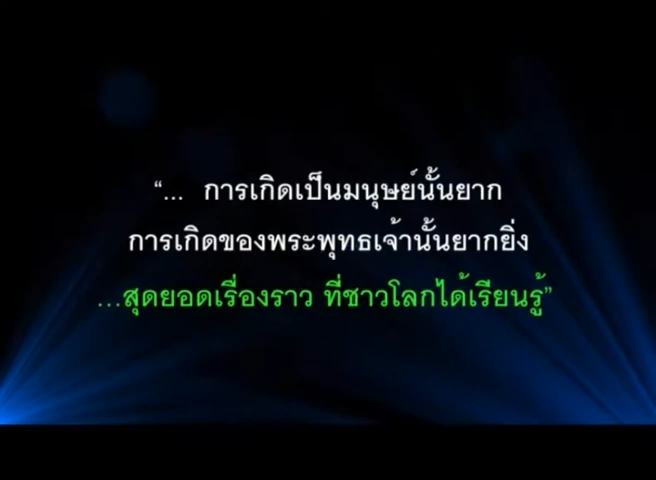 “... การเกิดเป็นมนุษย์นั้นยาก
การเกิดของพระพุทธเจ้านั้นยากยิ่ง
...สุดยอดเรื่องราว ที่ชาวโลกได้เรียนรู้”